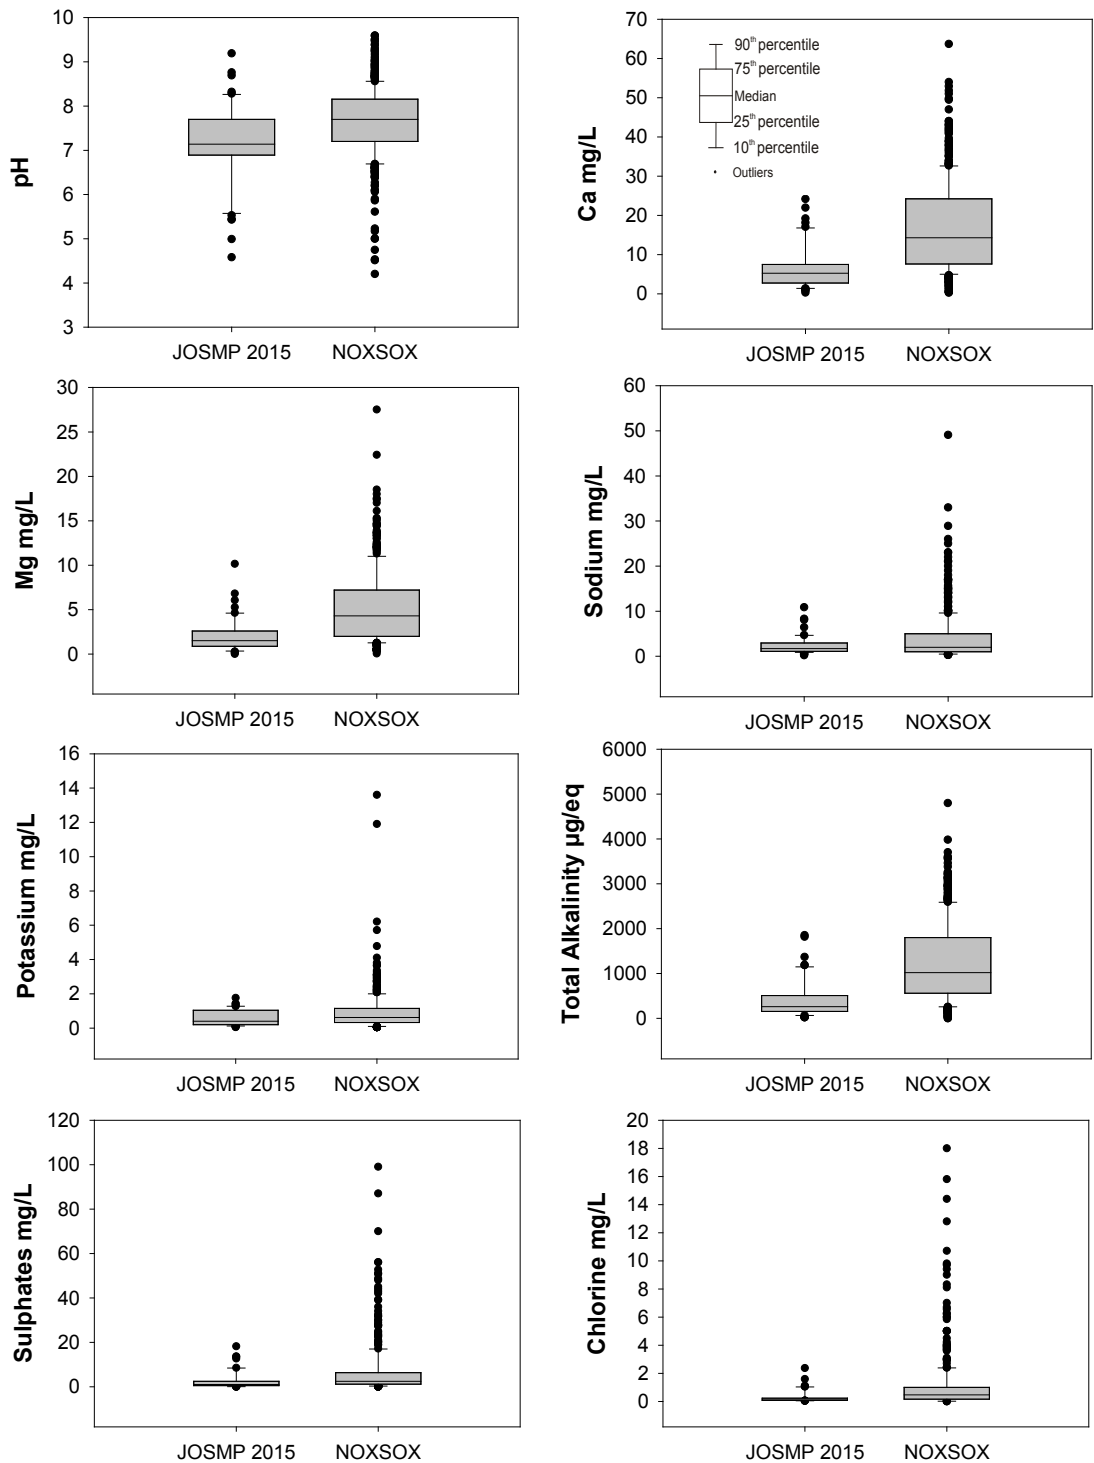 10
9
8
7
6
5
4
3
pH
JOSMP 2015
NOXSOX
70
60
50
40
30
20
10
0
Ca mg/L
90th percentile
75th percentile
Median
25th percentile
10th percentile
Outliers
JOSMP 2015
NOXSOX
30
25
20
15
10
5
0
Mg mg/L
JOSMP 2015
NOXSOX
60
50
40
30
20
10
0
Sodium mg/L
JOSMP 2015
NOXSOX
16
14
12
10
8
6
4
2
0
Potassium mg/L
JOSMP 2015
NOXSOX
6000
5000
4000
3000
2000
1000
0
Total Alkalinity µg/eq
JOSMP 2015
NOXSOX
120
100
80
60
40
20
0
Sulphates mg/L
JOSMP 2015
NOXSOX
20
18
16
14
12
10
8
6
4
2
0
Chlorine mg/L
JOSMP 2015
NOXSOX